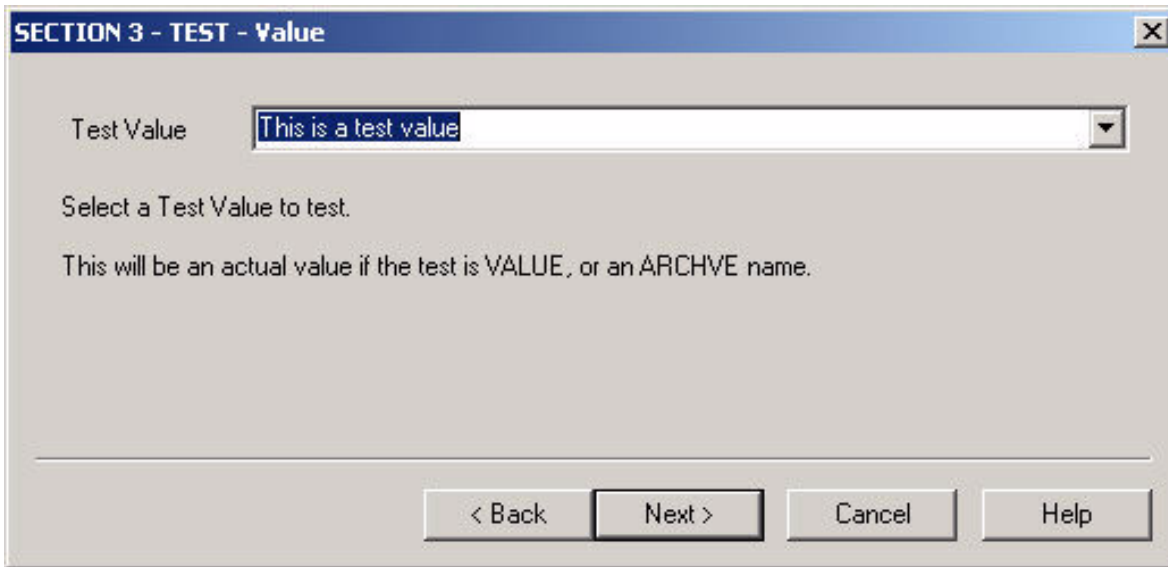 SECTION 3 - TEST - Value
Test Value This is a test value
Select a Test Value to test.
This will be an actual value if the test is VALUE, or an ARCHVE name.
< Back Next > Cancel Help